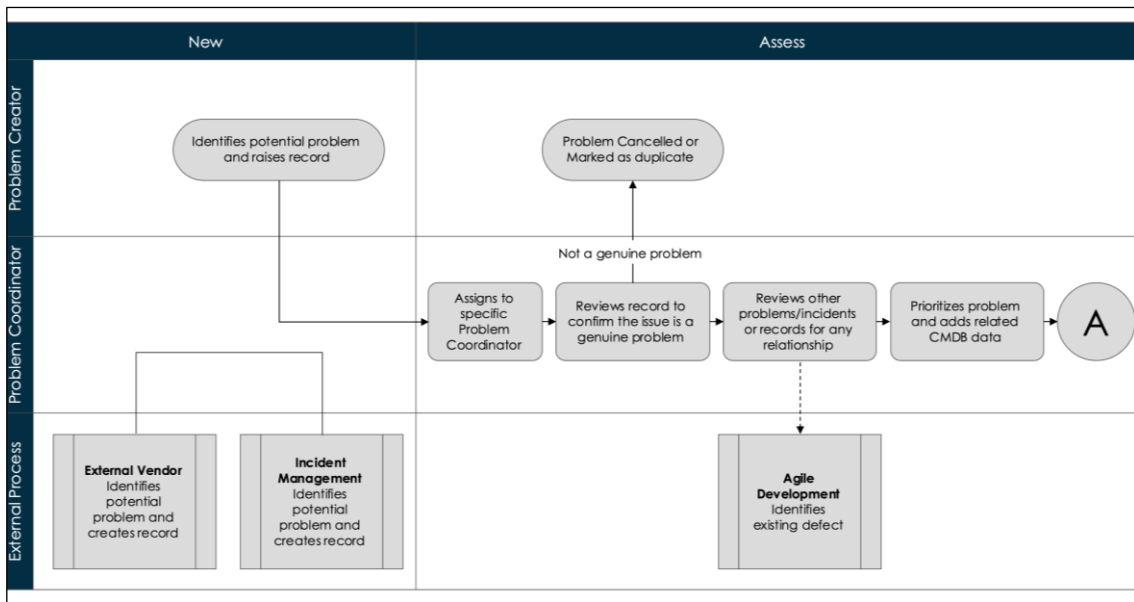 New
Assess
Problem Creator
Identifies potential problem
and raises record
Problem Cancelled or
Marked as duplicate
Problem Coordinator
Not a genuine problem
Assigns to
specific
Problem
Coordinator
Reviews record to
confirm the issue is a
genuine problem
Reviews other
problems/incidents
or records for any
relationship
Prioritizes problem
and adds related
CMDB data
A
External Process
External Vendor
Identifies
potential
problem and
creates record
Incident
Management
Identifies
potential
problem and
creates record
Agile
Development
Identifies
existing defect